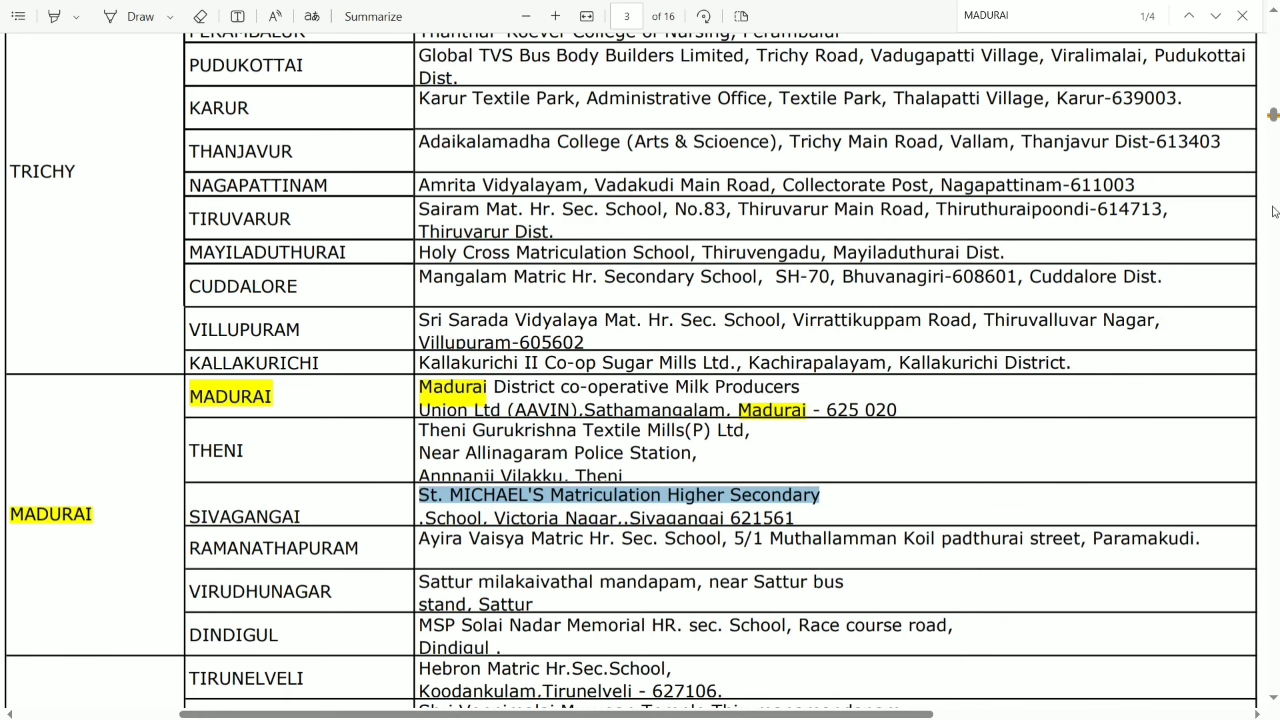 Draw
Summarize
3 of 16
MADURAI 1/4
Global TVS Bus Body Builders Limited, Trichy Road, Vadugapatti Village, Viralimalai, Pudukottai
PUDUKOTTAI
Dist.
KARUR
Karur Textile Park, Administrative Office, Textile Park, Thalapatti Village, Karur-639003.
THANJAVUR
Adaikalamadha College (Arts & Scioence), Trichy Main Road, Vallam, Thanjavur Dist-613403
TRICHY
NAGAPATTINAM
Amrita Vidyalayam, Vadakudi Main Road, Collectorate Post, Nagapattinam-611003
TIRUVARUR
Sairam Mat. Hr. Sec. School, No.83, Thiruvarur Main Road, Thiruthuraipoondi-614713,
Thiruvarur Dist.
MAYILADUTHURAI
Holy Cross Matriculation School, Thiruvengadu, Mayiladuthurai Dist.
CUDDALORE
Mangalam Matric Hr. Secondary School,  SH-70, Bhuvanagiri-608601, Cuddalore Dist.
VILLUPURAM
Sri Sarada Vidyalaya Mat. Hr. Sec. School, Virrattikuppam Road, Thiruvalluvar Nagar,
Villupuram-605602
KALLAKURICHI
Kallakurichi II Co-op Sugar Mills Ltd., Kachirapalayam, Kallakurichi District.
MADURAI
Madurai District co-operative Milk Producers
Union Ltd (AAVIN),Sathamangalam, Madurai - 625 020
THENI
Theni Gurukrishna Textile Mills(P) Ltd,
Near Allinagaram Police Station,
Annnanji Vilakku, Theni
MADURAI
SIVAGANGAI
St. MICHAEL'S Matriculation Higher Secondary
,School, Victoria Nagar,,Sivagangai 621561
RAMANATHAPURAM
Ayira Vaisya Matric Hr. Sec. School, 5/1 Muthallamman Koil padthurai street, Paramakudi.
VIRUDHUNAGAR
Sattur milakaivathal mandapam, near Sattur bus
stand, Sattur
DINDIGUL
MSP Solai Nadar Memorial HR. sec. School, Race course road,
Dindigul .
TIRUNELVELI
Hebron Matric Hr.Sec.School,
Koodankulam,Tirunelveli - 627106.